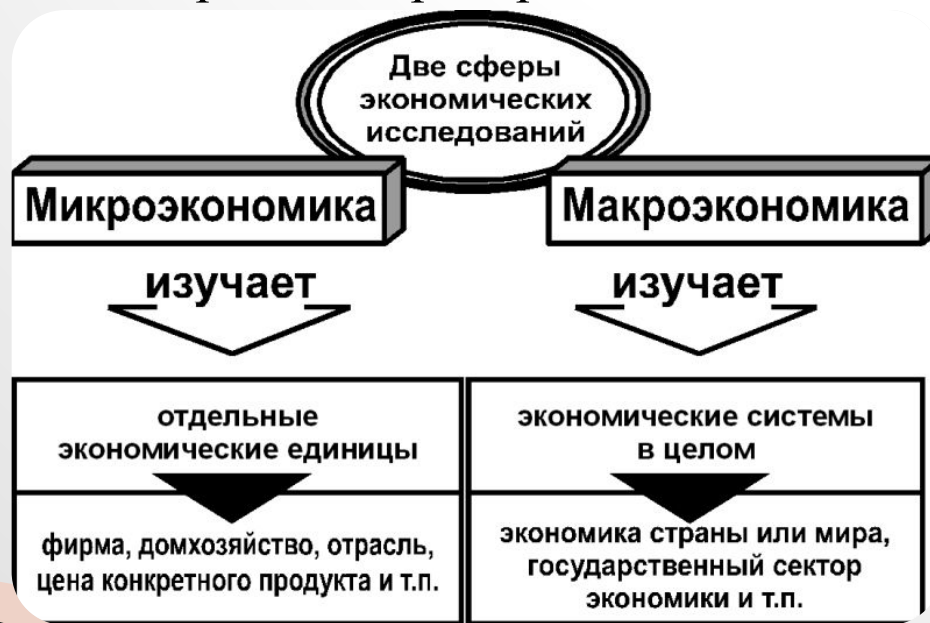 Две сферы
экономических
исследований
Микроэкономика
Макроэкономика
изучает
изучает
отдельные
экономические единицы
экономические системы
в целом
фирма, домхозяйство, отрасль,
цена конкретного продукта и т.п.
экономика страны или мира,
государственный сектор
экономики и т.п.